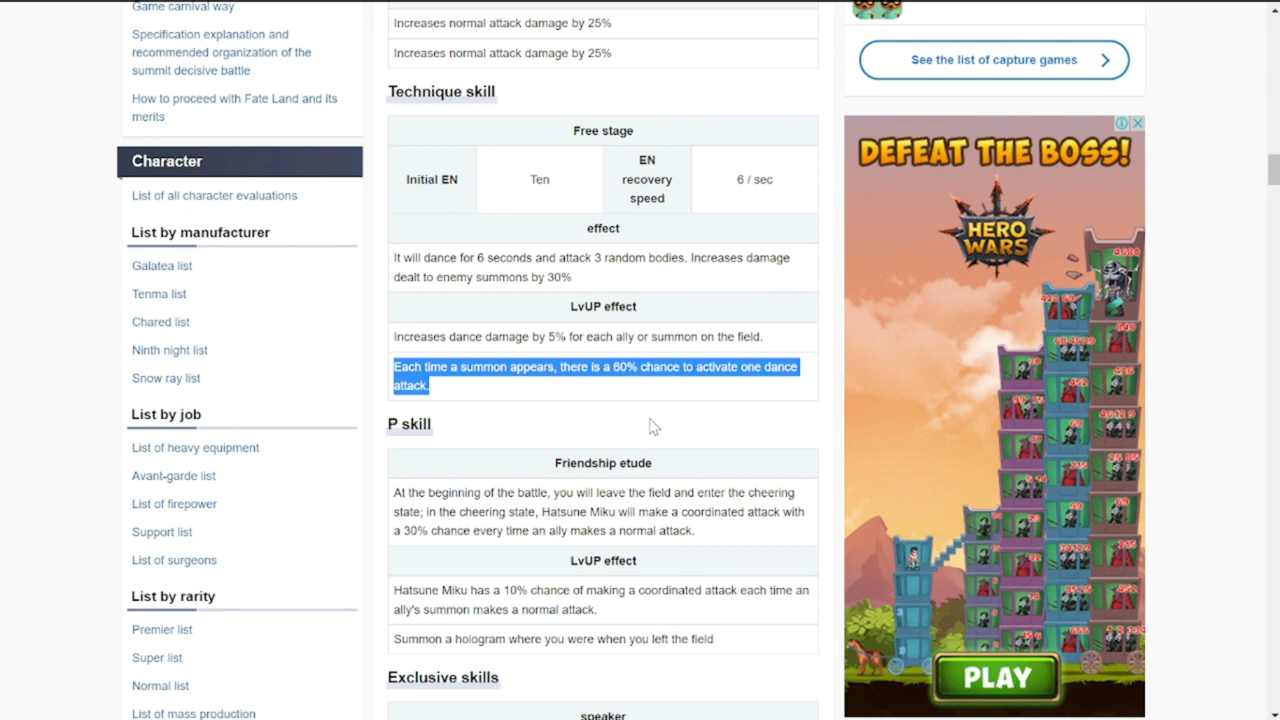 Game carnival way
Specification explanation and
recommended organization of the
summit decisive battle
How to proceed with Fate Land and its
merits
Character
List of all character evaluations
List by manufacturer
Galatea list
Tenma list
Chared list
Ninth night list
Snow ray list
List by job
List of heavy equipment
Avant-garde list
List of firepower
Support list
List of surgeons
List by rarity
Premier list
Super list
Normal list
List of mass production
Increases normal attack damage by 25%
Increases normal attack damage by 25%
Technique skill
Free stage
Initial EN
Ten
EN
recovery
speed
6 / sec
effect
It will dance for 6 seconds and attack 3 random bodies. Increases damage
dealt to enemy summons by 30%
LvUP effect
Increases dance damage by 5% for each ally or summon on the field.
Each time a summon appears, there is a 60% chance to activate one dance
attack.
P skill
Friendship etude
At the beginning of the battle, you will leave the field and enter the cheering
state; in the cheering state, Hatsune Miku will make a coordinated attack with
a 30% chance every time an ally makes a normal attack.
LvUP effect
Hatsune Miku has a 10% chance of making a coordinated attack each time an
ally's summon makes a normal attack.
Summon a hologram where you were when you left the field
Exclusive skills
speaker
See the list of capture games
DEFEAT THE BOSS!
HERO
WARS
PLAY